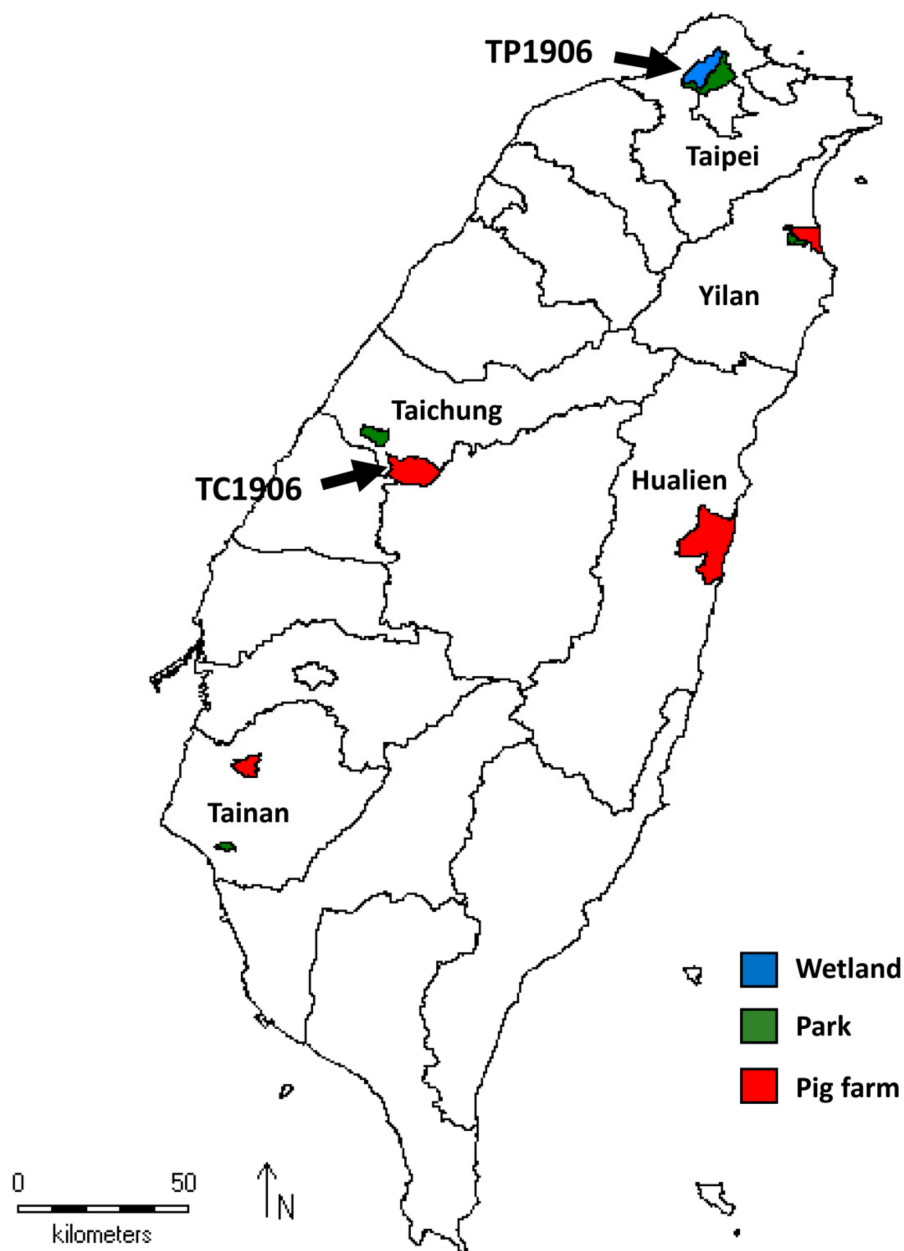 TP1906
Taipei
Yilan
Taichung
TC1906
Hualien
Tainan
Wetland
Park
Pig farm
0 50
kilometers
N